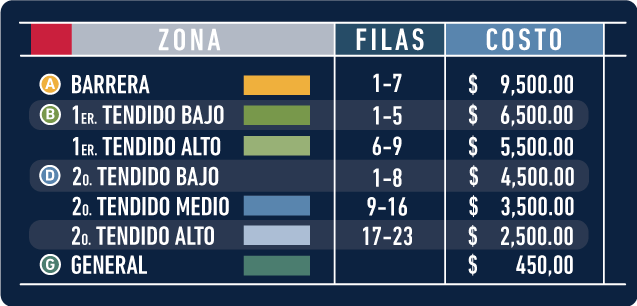 ZONA FILAS COSTO
A BARRERA 1-7 $ 9,500.00
B 1ER. TENDIDO BAJO 1-5 $ 6,500.00
1ER. TENDIDO ALTO 6-9 $ 5,500.00
D 2O. TENDIDO BAJO 1-8 $ 4,500.00
2O. TENDIDO MEDIO 9-16 $ 3,500.00
2O. TENDIDO ALTO 17-23 $ 2,500.00
G GENERAL $ 450,00